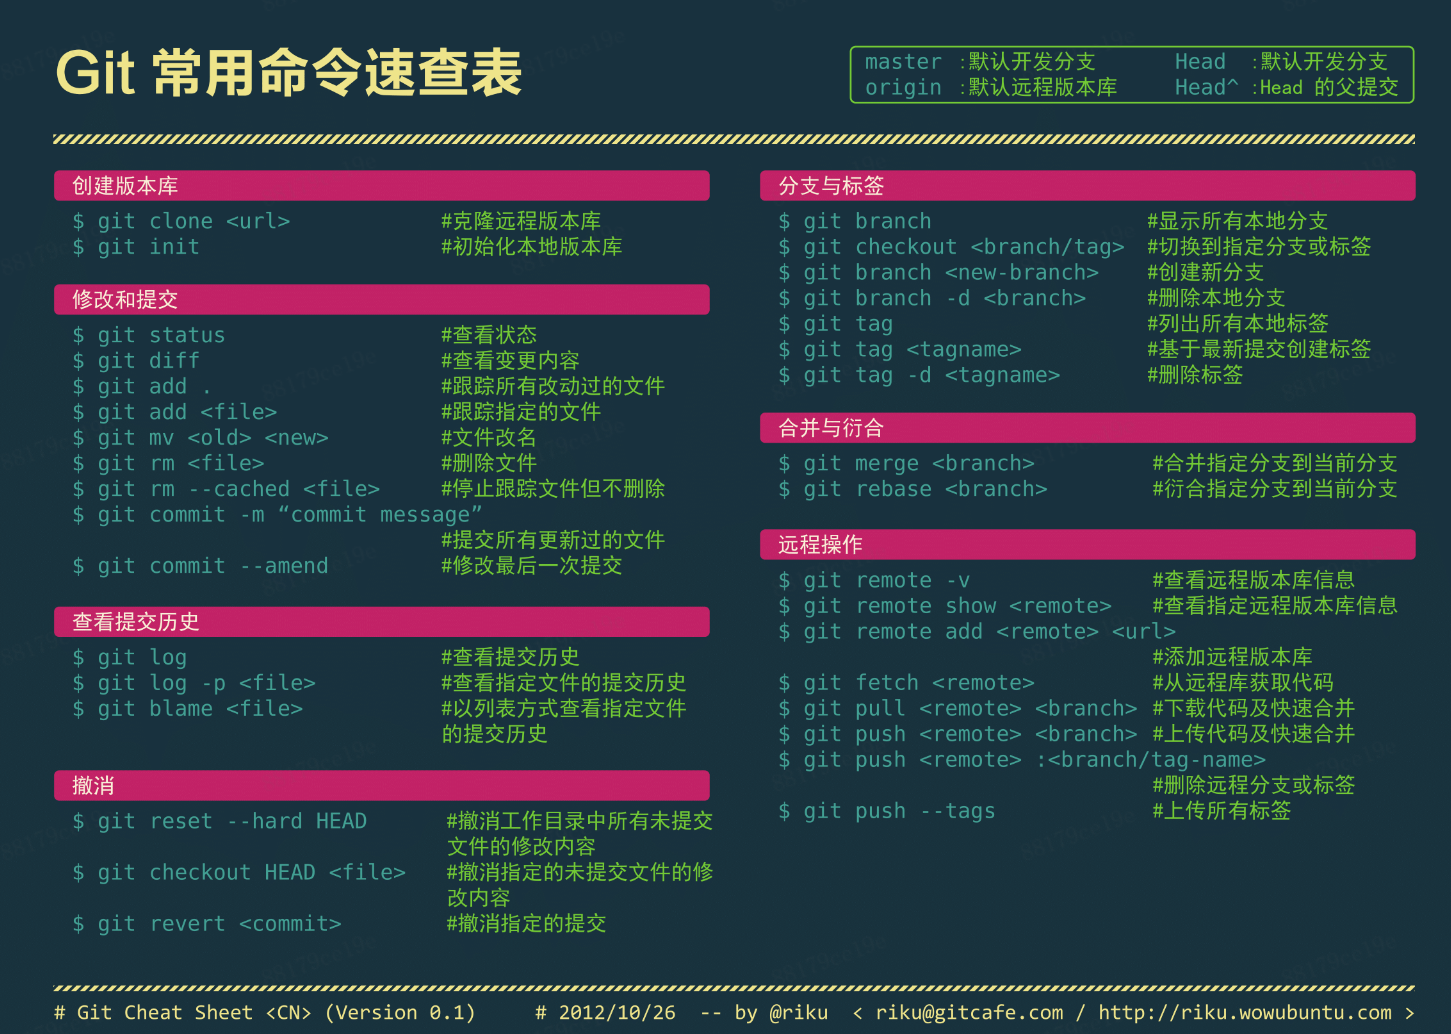 Git 常用命令速查表
master :默认开发分支 Head :默认开发分支
origin :默认远程版本库 Head^ :Head 的父提交
创建版本库
$ git clone <url> #克隆远程版本库
$ git init #初始化本地版本库
修改和提交
$ git status #查看状态
$ git diff #查看变更内容
$ git add . #跟踪所有改动过的文件
$ git add <file> #跟踪指定的文件
$ git mv <old> <new> #文件改名
$ git rm <file> #删除文件
$ git rm --cached <file> #停止跟踪文件但不删除
$ git commit -m “commit message”
#提交所有更新过的文件
$ git commit --amend #修改最后一次提交
查看提交历史
$ git log #查看提交历史
$ git log -p <file> #查看指定文件的提交历史
$ git blame <file> #以列表方式查看指定文件
的提交历史
撤消
$ git reset --hard HEAD #撤消工作目录中所有未提交
文件的修改内容
$ git checkout HEAD <file> #撤消指定的未提交文件的修
改内容
$ git revert <commit> #撤消指定的提交
分支与标签
$ git branch #显示所有本地分支
$ git checkout <branch/tag> #切换到指定分支或标签
$ git branch <new-branch> #创建新分支
$ git branch -d <branch> #删除本地分支
$ git tag #列出所有本地标签
$ git tag <tagname> #基于最新提交创建标签
$ git tag -d <tagname> #删除标签
合并与衍合
$ git merge <branch> #合并指定分支到当前分支
$ git rebase <branch> #衍合指定分支到当前分支
远程操作
$ git remote -v #查看远程版本库信息
$ git remote show <remote> #查看指定远程版本库信息
$ git remote add <remote> <url>
#添加远程版本库
$ git fetch <remote> #从远程库获取代码
$ git pull <remote> <branch> #下载代码及快速合并
$ git push <remote> <branch> #上传代码及快速合并
$ git push <remote> :<branch/tag-name>
#删除远程分支或标签
$ git push --tags #上传所有标签
# Git Cheat Sheet <CN> (Version 0.1) # 2012/10/26 -- by @riku < riku@gitcafe.com / http://riku.wowubuntu.com >